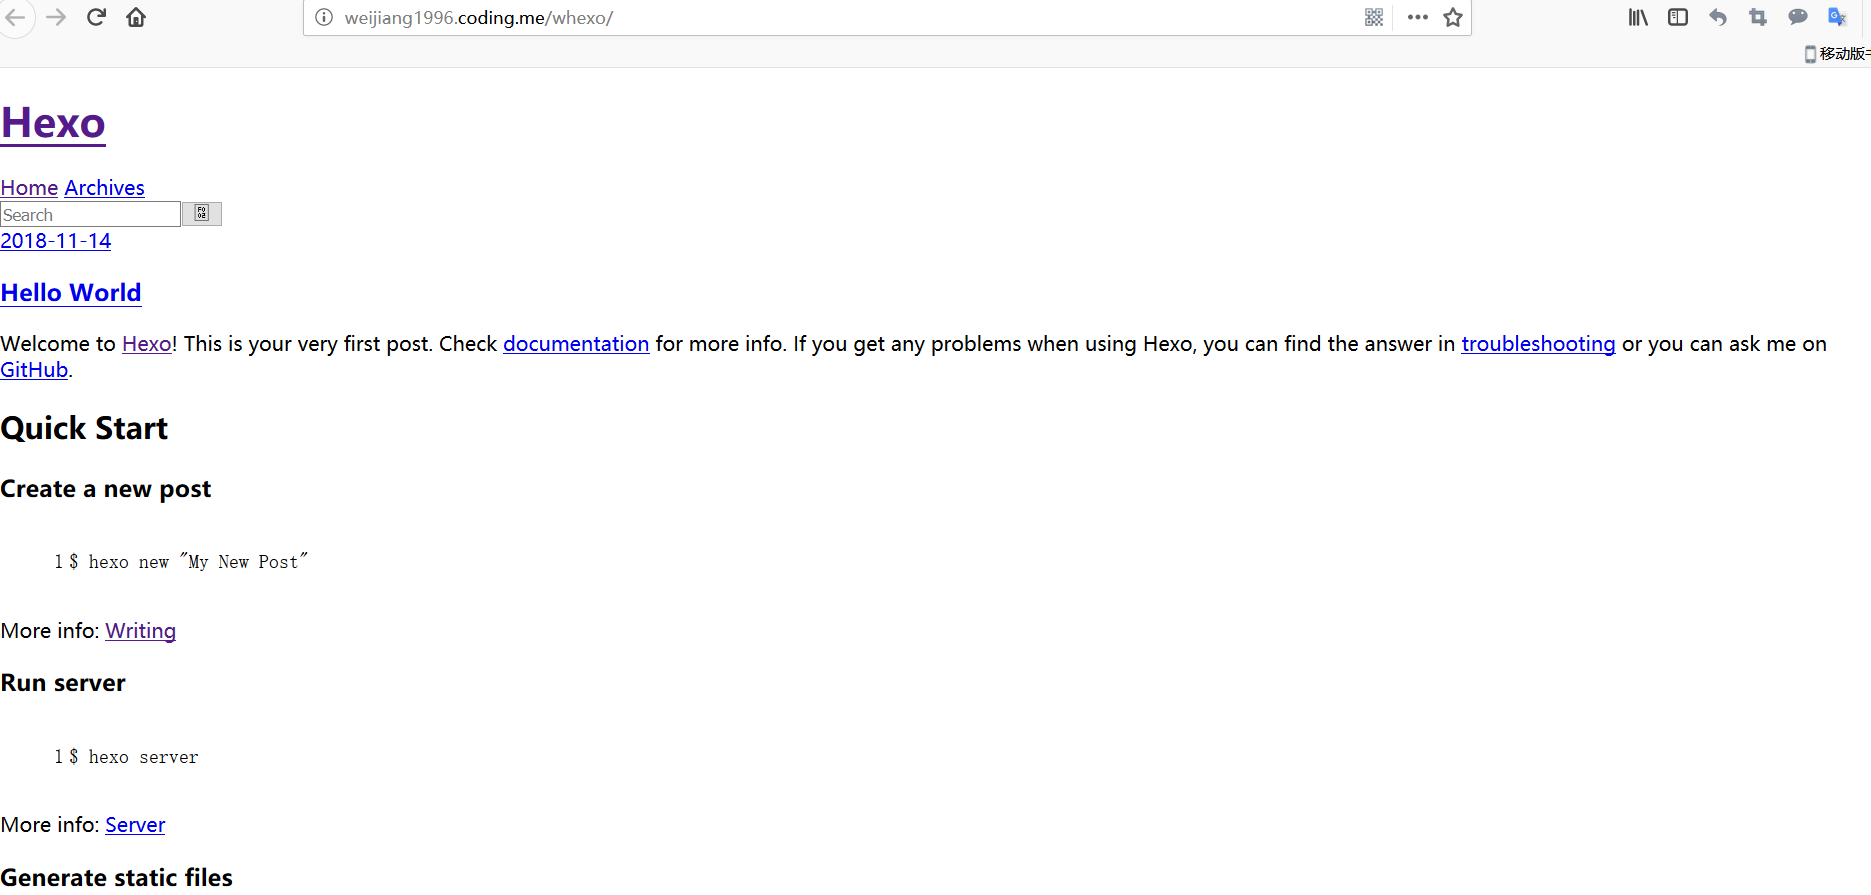 weijiang1996.coding.me/whexo/
移动版
Hexo
Home Archives
Search
2018-11-14
Hello World
Welcome to Hexo! This is your very first post. Check documentation for more info. If you get any problems when using Hexo, you can find the answer in troubleshooting or you can ask me on
GitHub.
Quick Start
Create a new post
1 $ hexo new "My New Post"
More info: Writing
Run server
1 $ hexo server
More info: Server
Generate static files